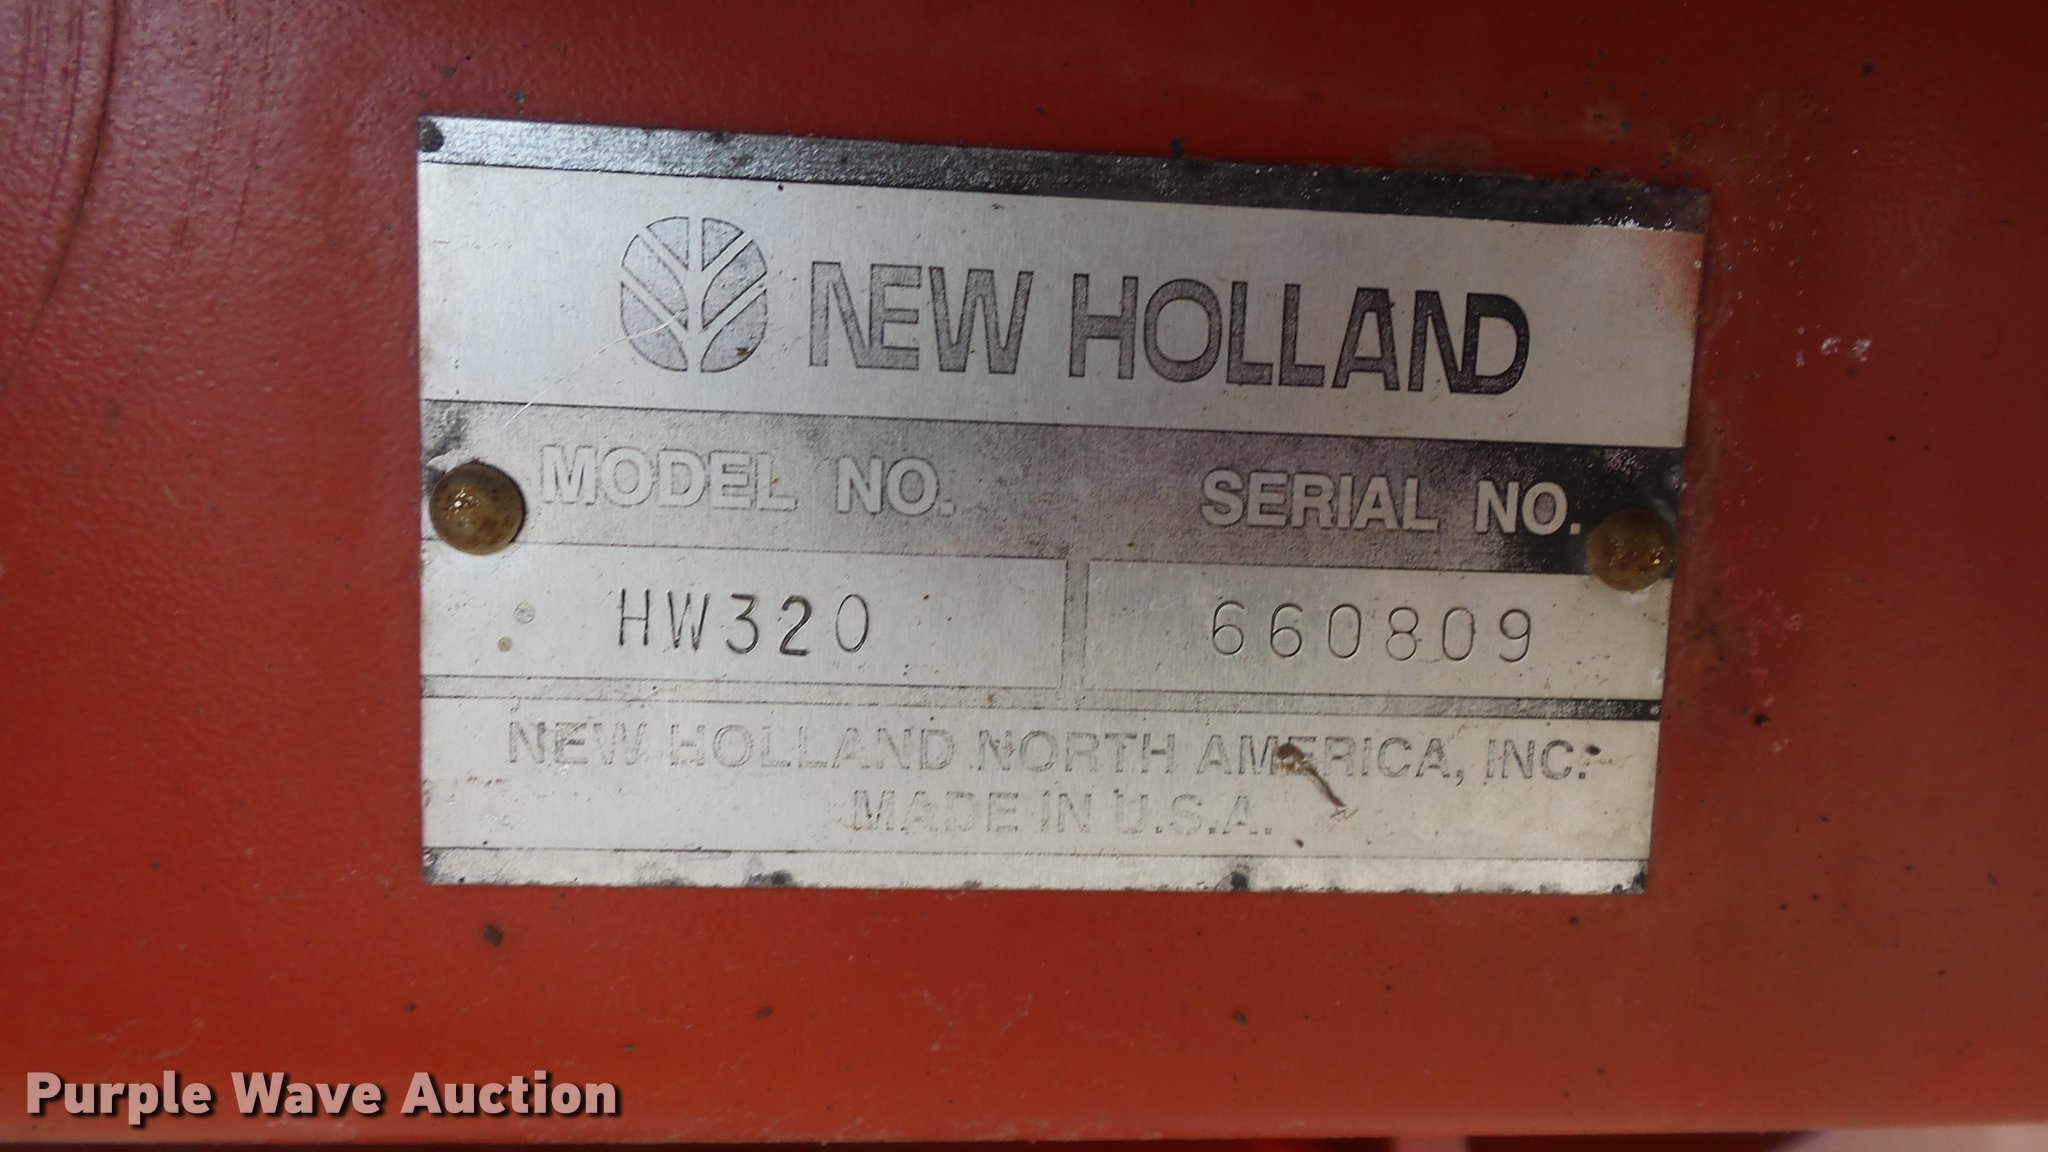 NEW HOLLAND
MODEL NO. SERIAL NO.
HW320 660809
NEW HOLLAND NORTH AMERICA, INC.
MADE IN U.S.A.
Purple Wave Auction